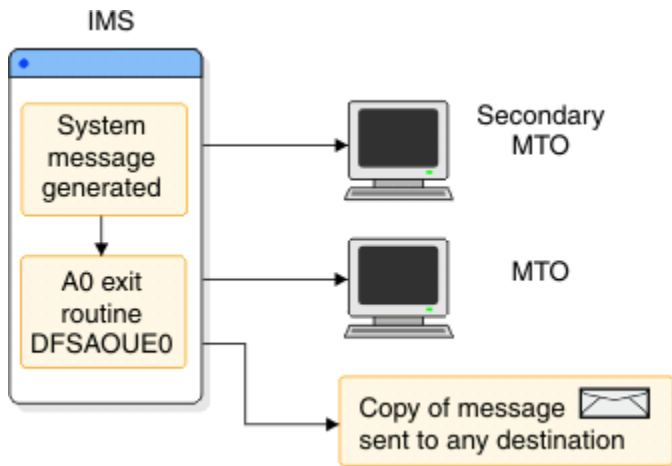 IMS
System
message
generated
A0 exit
routine
DFSAOUE0
Secondary
MTO
MTO
Copy of message
sent to any destination